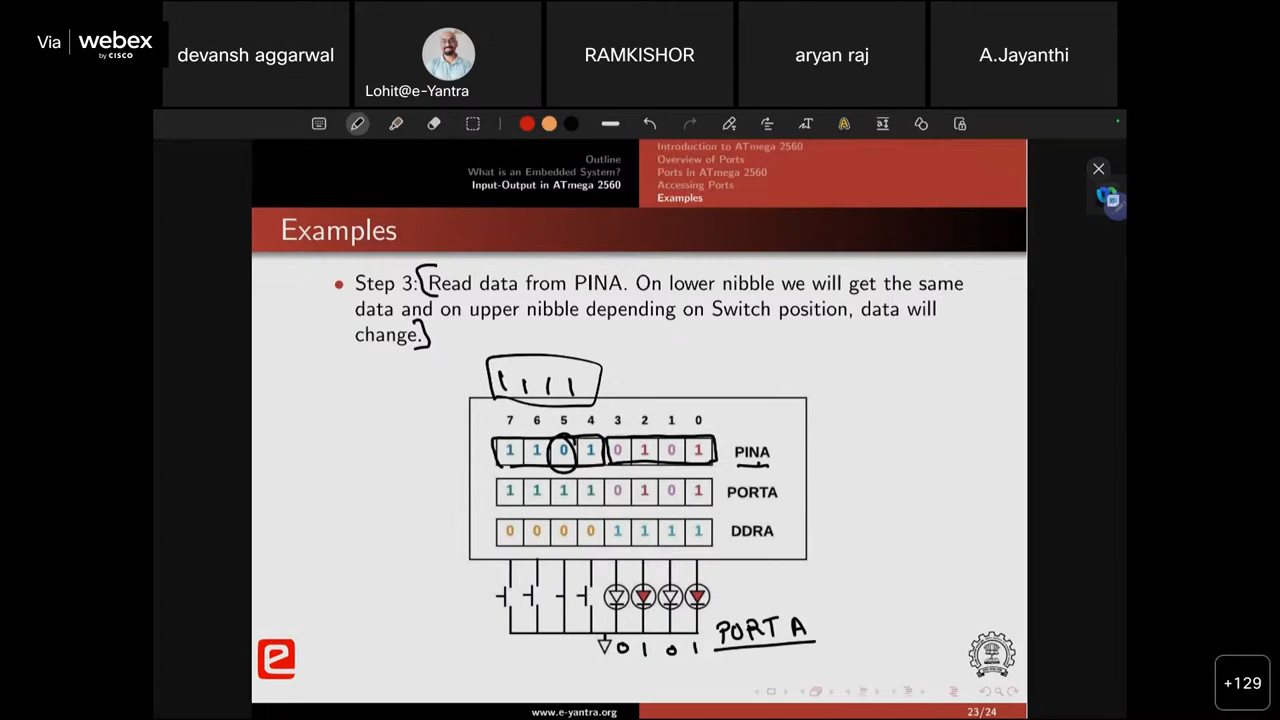 Via webex
by CISCO
devansh aggarwal
Lohit@e-Yantra
RAMKISHOR
aryan raj
A.Jayanthi
Outline
What is an Embedded System?
Input-Output in ATmega 2560
Introduction to ATmega 2560
Overview of Ports
Ports in ATmega 2560
Accessing Ports
Examples
Examples
• Step 3: [Read data from PINA. On lower nibble we will get the same
data and on upper nibble depending on Switch position, data will
change.]
1 1 1 1
7 6 5 4 3 2 1 0
1 1 0 1 0 1 0 1 PINA
1 1 1 1 0 1 0 1 PORTA
0 0 0 0 1 1 1 1 DDRA
0 1 0 1 PORT A
www.e-yantra.org
23/24
+129